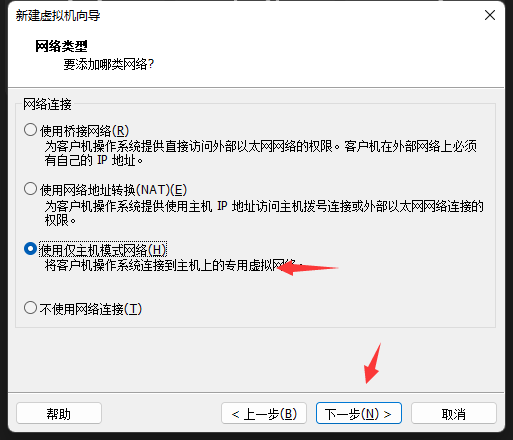 新建虚拟机向导
网络类型
要添加哪类网络?
网络连接
使用桥接网络(R)
为客户机操作系统提供直接访问外部以太网网络的权限。客户机在外部网络上必须
有自己的 IP 地址。
使用网络地址转换(NAT)(E)
为客户机操作系统提供使用主机 IP 地址访问主机拨号连接或外部以太网网络连接的
权限。
使用仅主机模式网络(H)
将客户机操作系统连接到主机上的专用虚拟网络。
不使用网络连接(T)
帮助
< 上一步(B)
下一步(N) >
取消